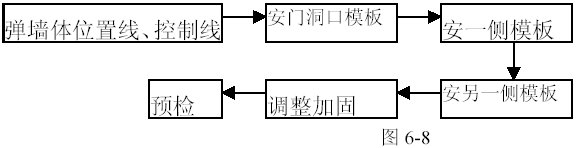 弹墙体位置线、控制线
安门洞口模板
安一侧模板
安另一侧模板
调整加固
预检
图 6-8